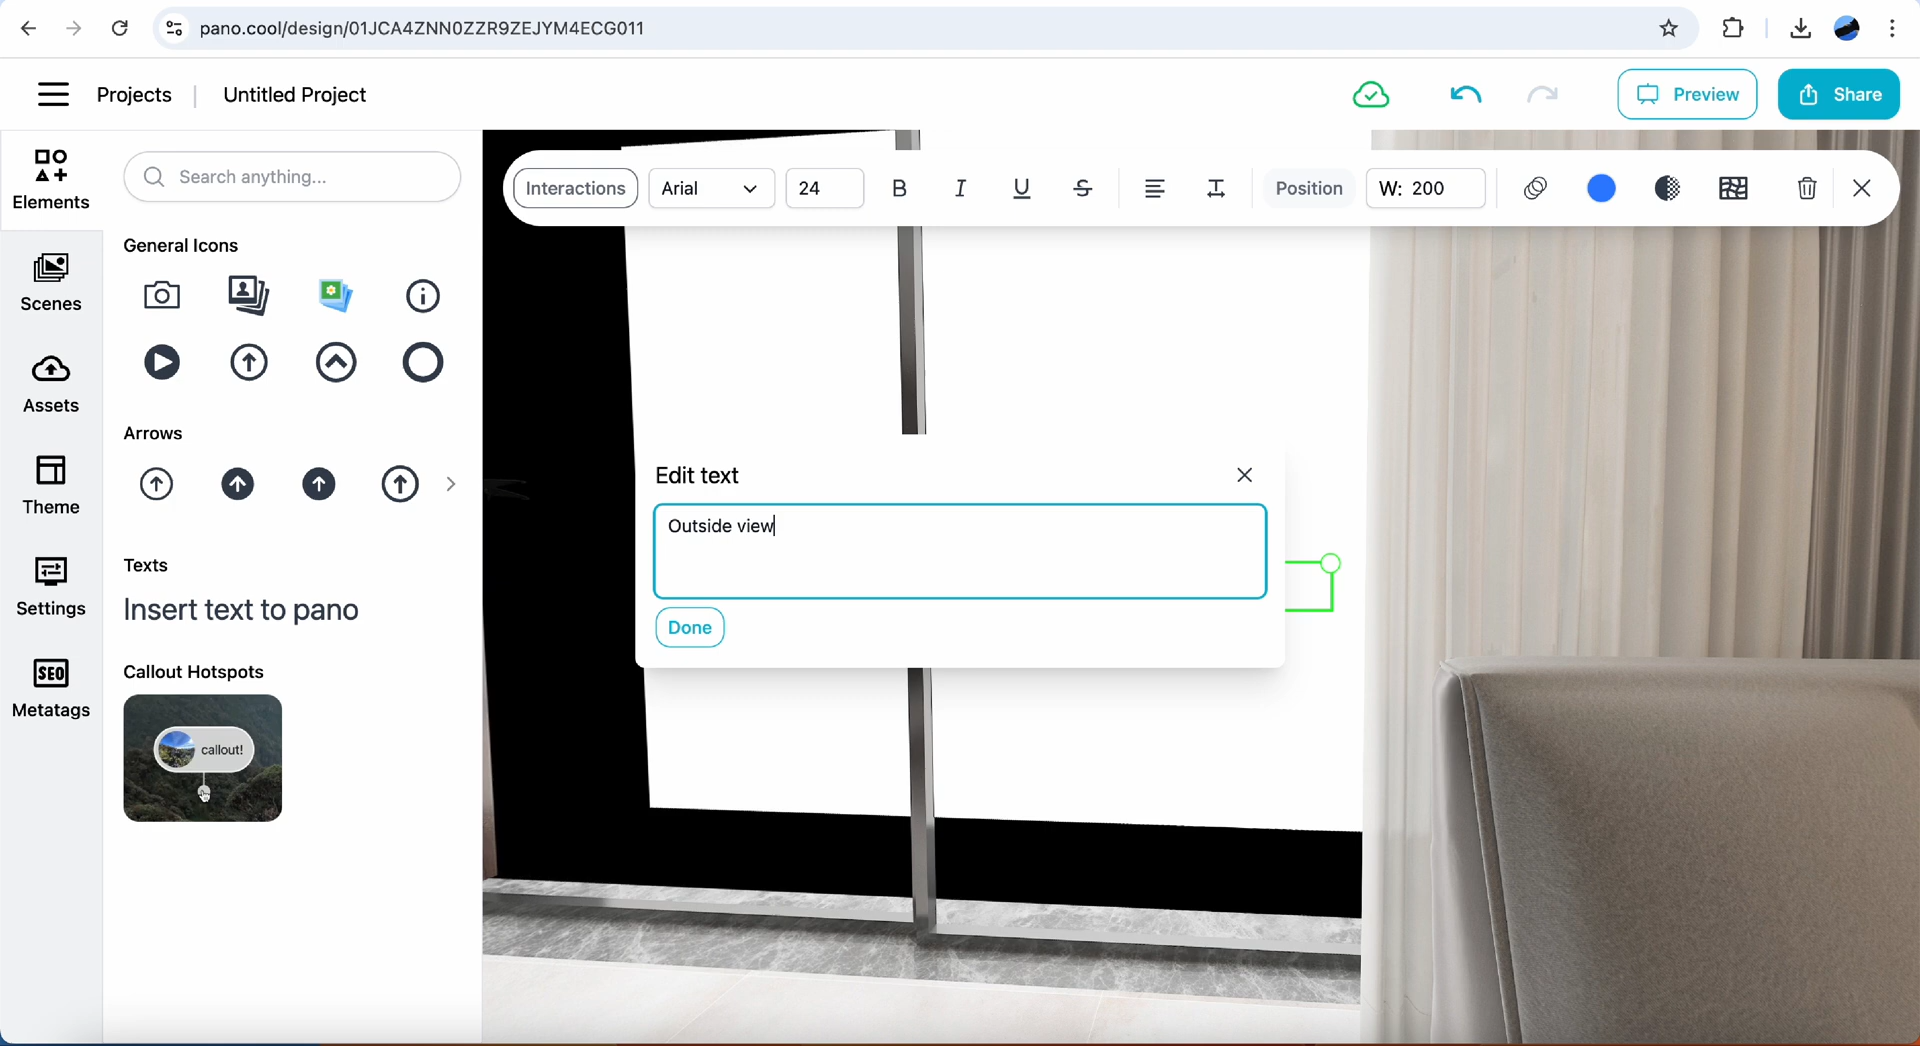 pano.cool/design/01JCA4ZNN0ZZR9ZEJYM4ECG011
Projects | Untitled Project
Preview
Share
Elements
Scenes
Assets
Theme
Settings
SEO
Metatags
Search anything...
General Icons
Arrows
Texts
Insert text to pano
Callout Hotspots
callout!
Interactions
Arial
24
B
I
U
S
T
Position
W: 200
Edit text
Outside view
Done